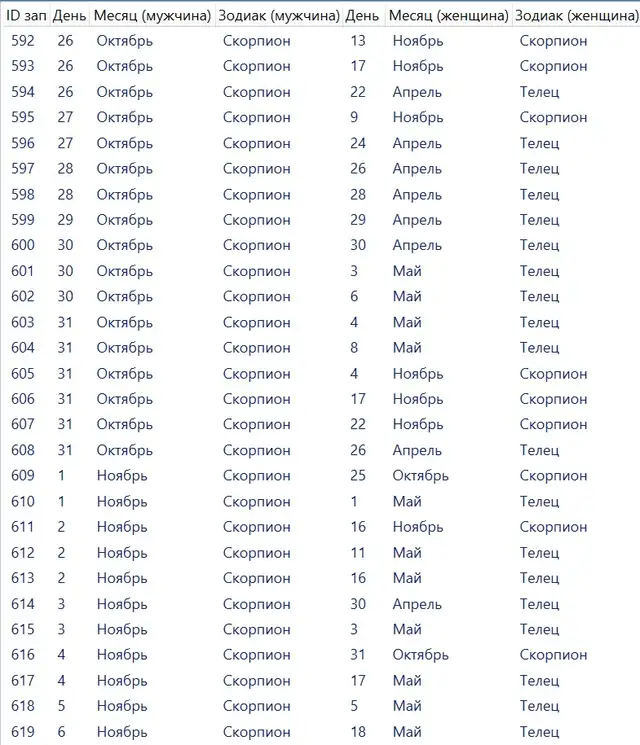 ID зап День Месяц (мужчина) Зодиак (мужчина) День Месяц (женщина) Зодиак (женщина)
592 26 Октябрь Скорпион 13 Ноябрь Скорпион
593 26 Октябрь Скорпион 17 Ноябрь Скорпион
594 26 Октябрь Скорпион 22 Апрель Телец
595 27 Октябрь Скорпион 9 Ноябрь Скорпион
596 27 Октябрь Скорпион 24 Апрель Телец
597 28 Октябрь Скорпион 26 Апрель Телец
598 28 Октябрь Скорпион 28 Апрель Телец
599 29 Октябрь Скорпион 29 Апрель Телец
600 30 Октябрь Скорпион 30 Апрель Телец
601 30 Октябрь Скорпион 3 Май Телец
602 30 Октябрь Скорпион 6 Май Телец
603 31 Октябрь Скорпион 4 Май Телец
604 31 Октябрь Скорпион 8 Май Телец
605 31 Октябрь Скорпион 4 Ноябрь Скорпион
606 31 Октябрь Скорпион 17 Ноябрь Скорпион
607 31 Октябрь Скорпион 22 Ноябрь Скорпион
608 31 Октябрь Скорпион 26 Апрель Телец
609 1 Ноябрь Скорпион 25 Октябрь Скорпион
610 1 Ноябрь Скорпион 1 Май Телец
611 2 Ноябрь Скорпион 16 Ноябрь Скорпион
612 2 Ноябрь Скорпион 11 Май Телец
613 2 Ноябрь Скорпион 16 Май Телец
614 3 Ноябрь Скорпион 30 Апрель Телец
615 3 Ноябрь Скорпион 3 Май Телец
616 4 Ноябрь Скорпион 31 Октябрь Скорпион
617 4 Ноябрь Скорпион 17 Май Телец
618 5 Ноябрь Скорпион 5 Май Телец
619 6 Ноябрь Скорпион 18 Май Телец